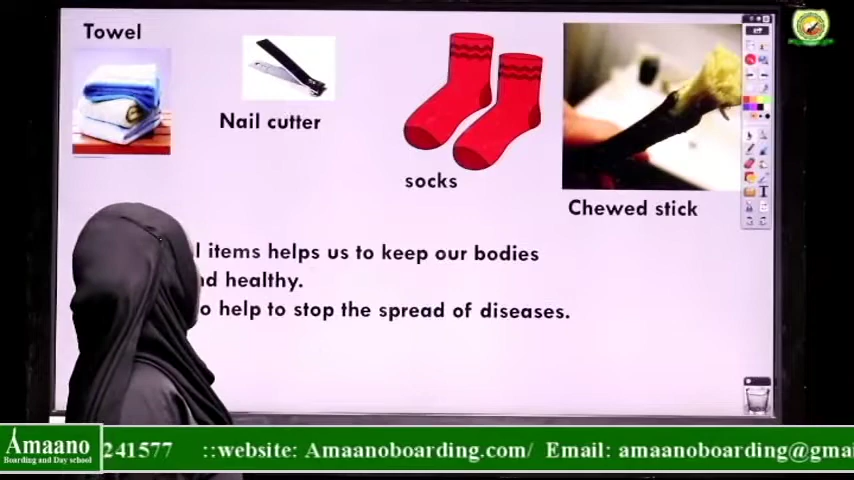 Towel
Nail cutter
socks
Chewed stick
items helps us to keep our bodies
nd healthy.
o help to stop the spread of diseases.
Amaano
Boarding and Day school
241577 ::website: Amaanoboarding.com/ Email: amaanoboarding@gma